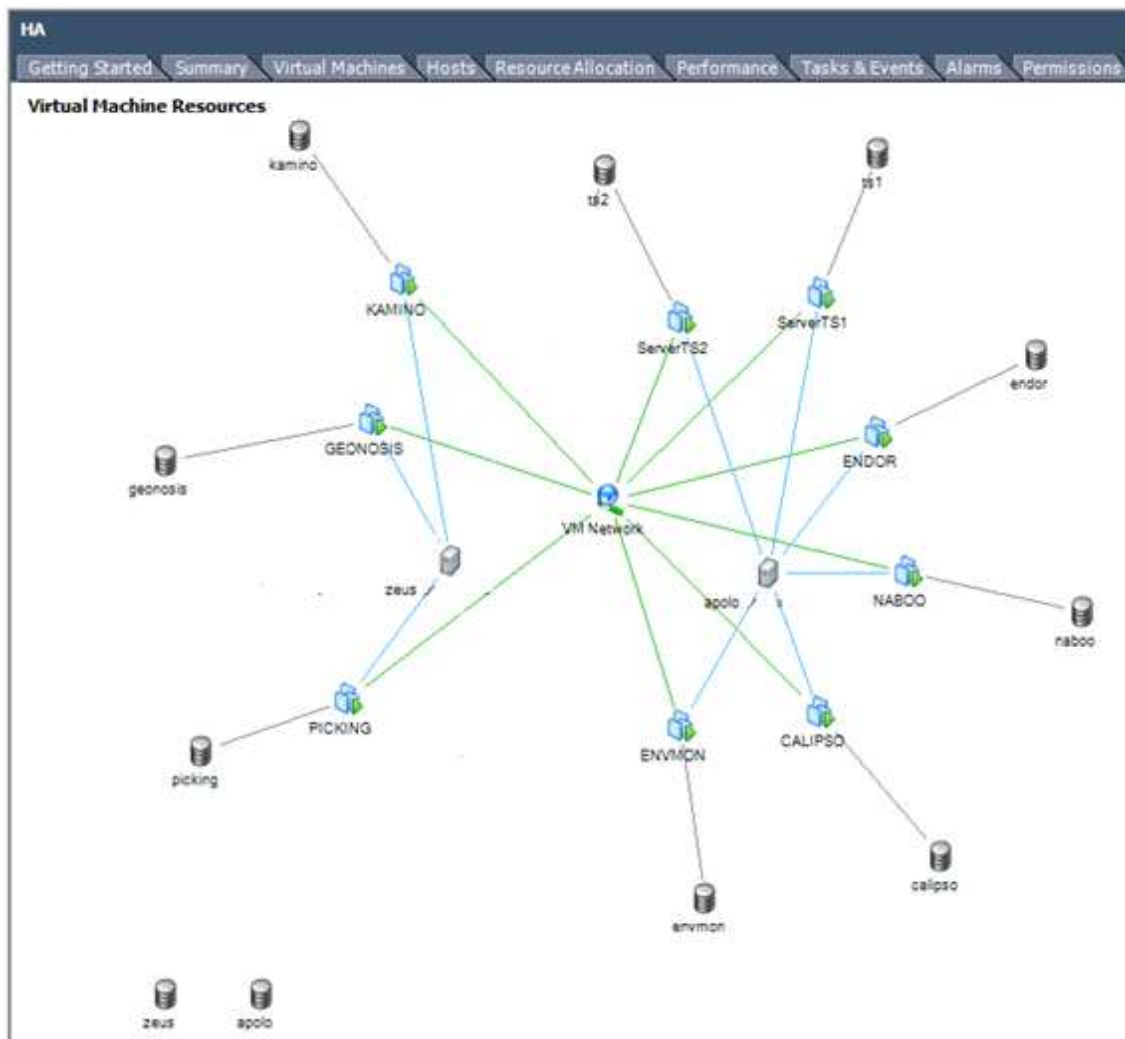 HA
Getting Started Summary Virtual Machines Hosts Resource Allocation Performance Tasks & Events Alarms Permissions
Virtual Machine Resources
kamino
ts2
ts1
KAMINO
ServerTS2
ServerTS1
endor
GEONOSIS
ENDOR
geonosis
VM Network
zeus
apolo
NABOO
naboo
PICKING
ENVMON
CALIPSO
picking
calipso
envmon
zeus
apolo